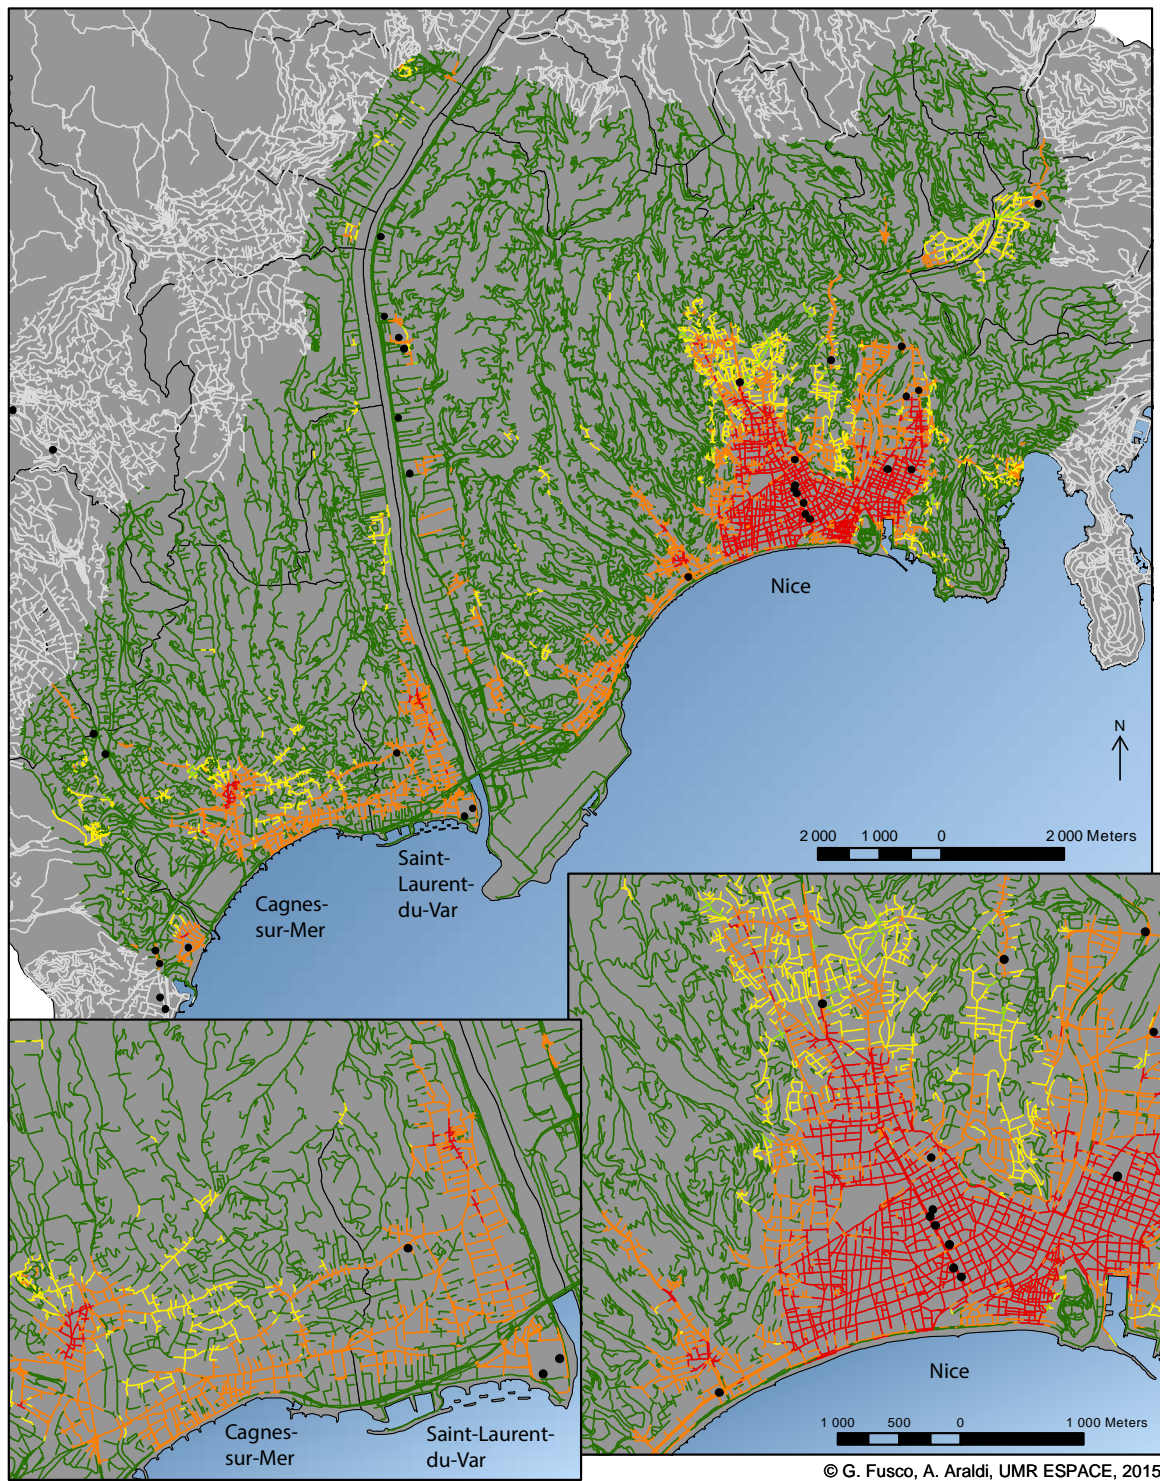 Nice
N
2 000 1 000 0 2 000 Meters
Saint-
Laurent-
du-Var
Cagnes-
sur-Mer
Nice
1 000 500 0 1 000 Meters
Cagnes-
sur-Mer
Saint-Laurent-
du-Var
© G. Fusco, A. Araldi, UMR ESPACE, 2015